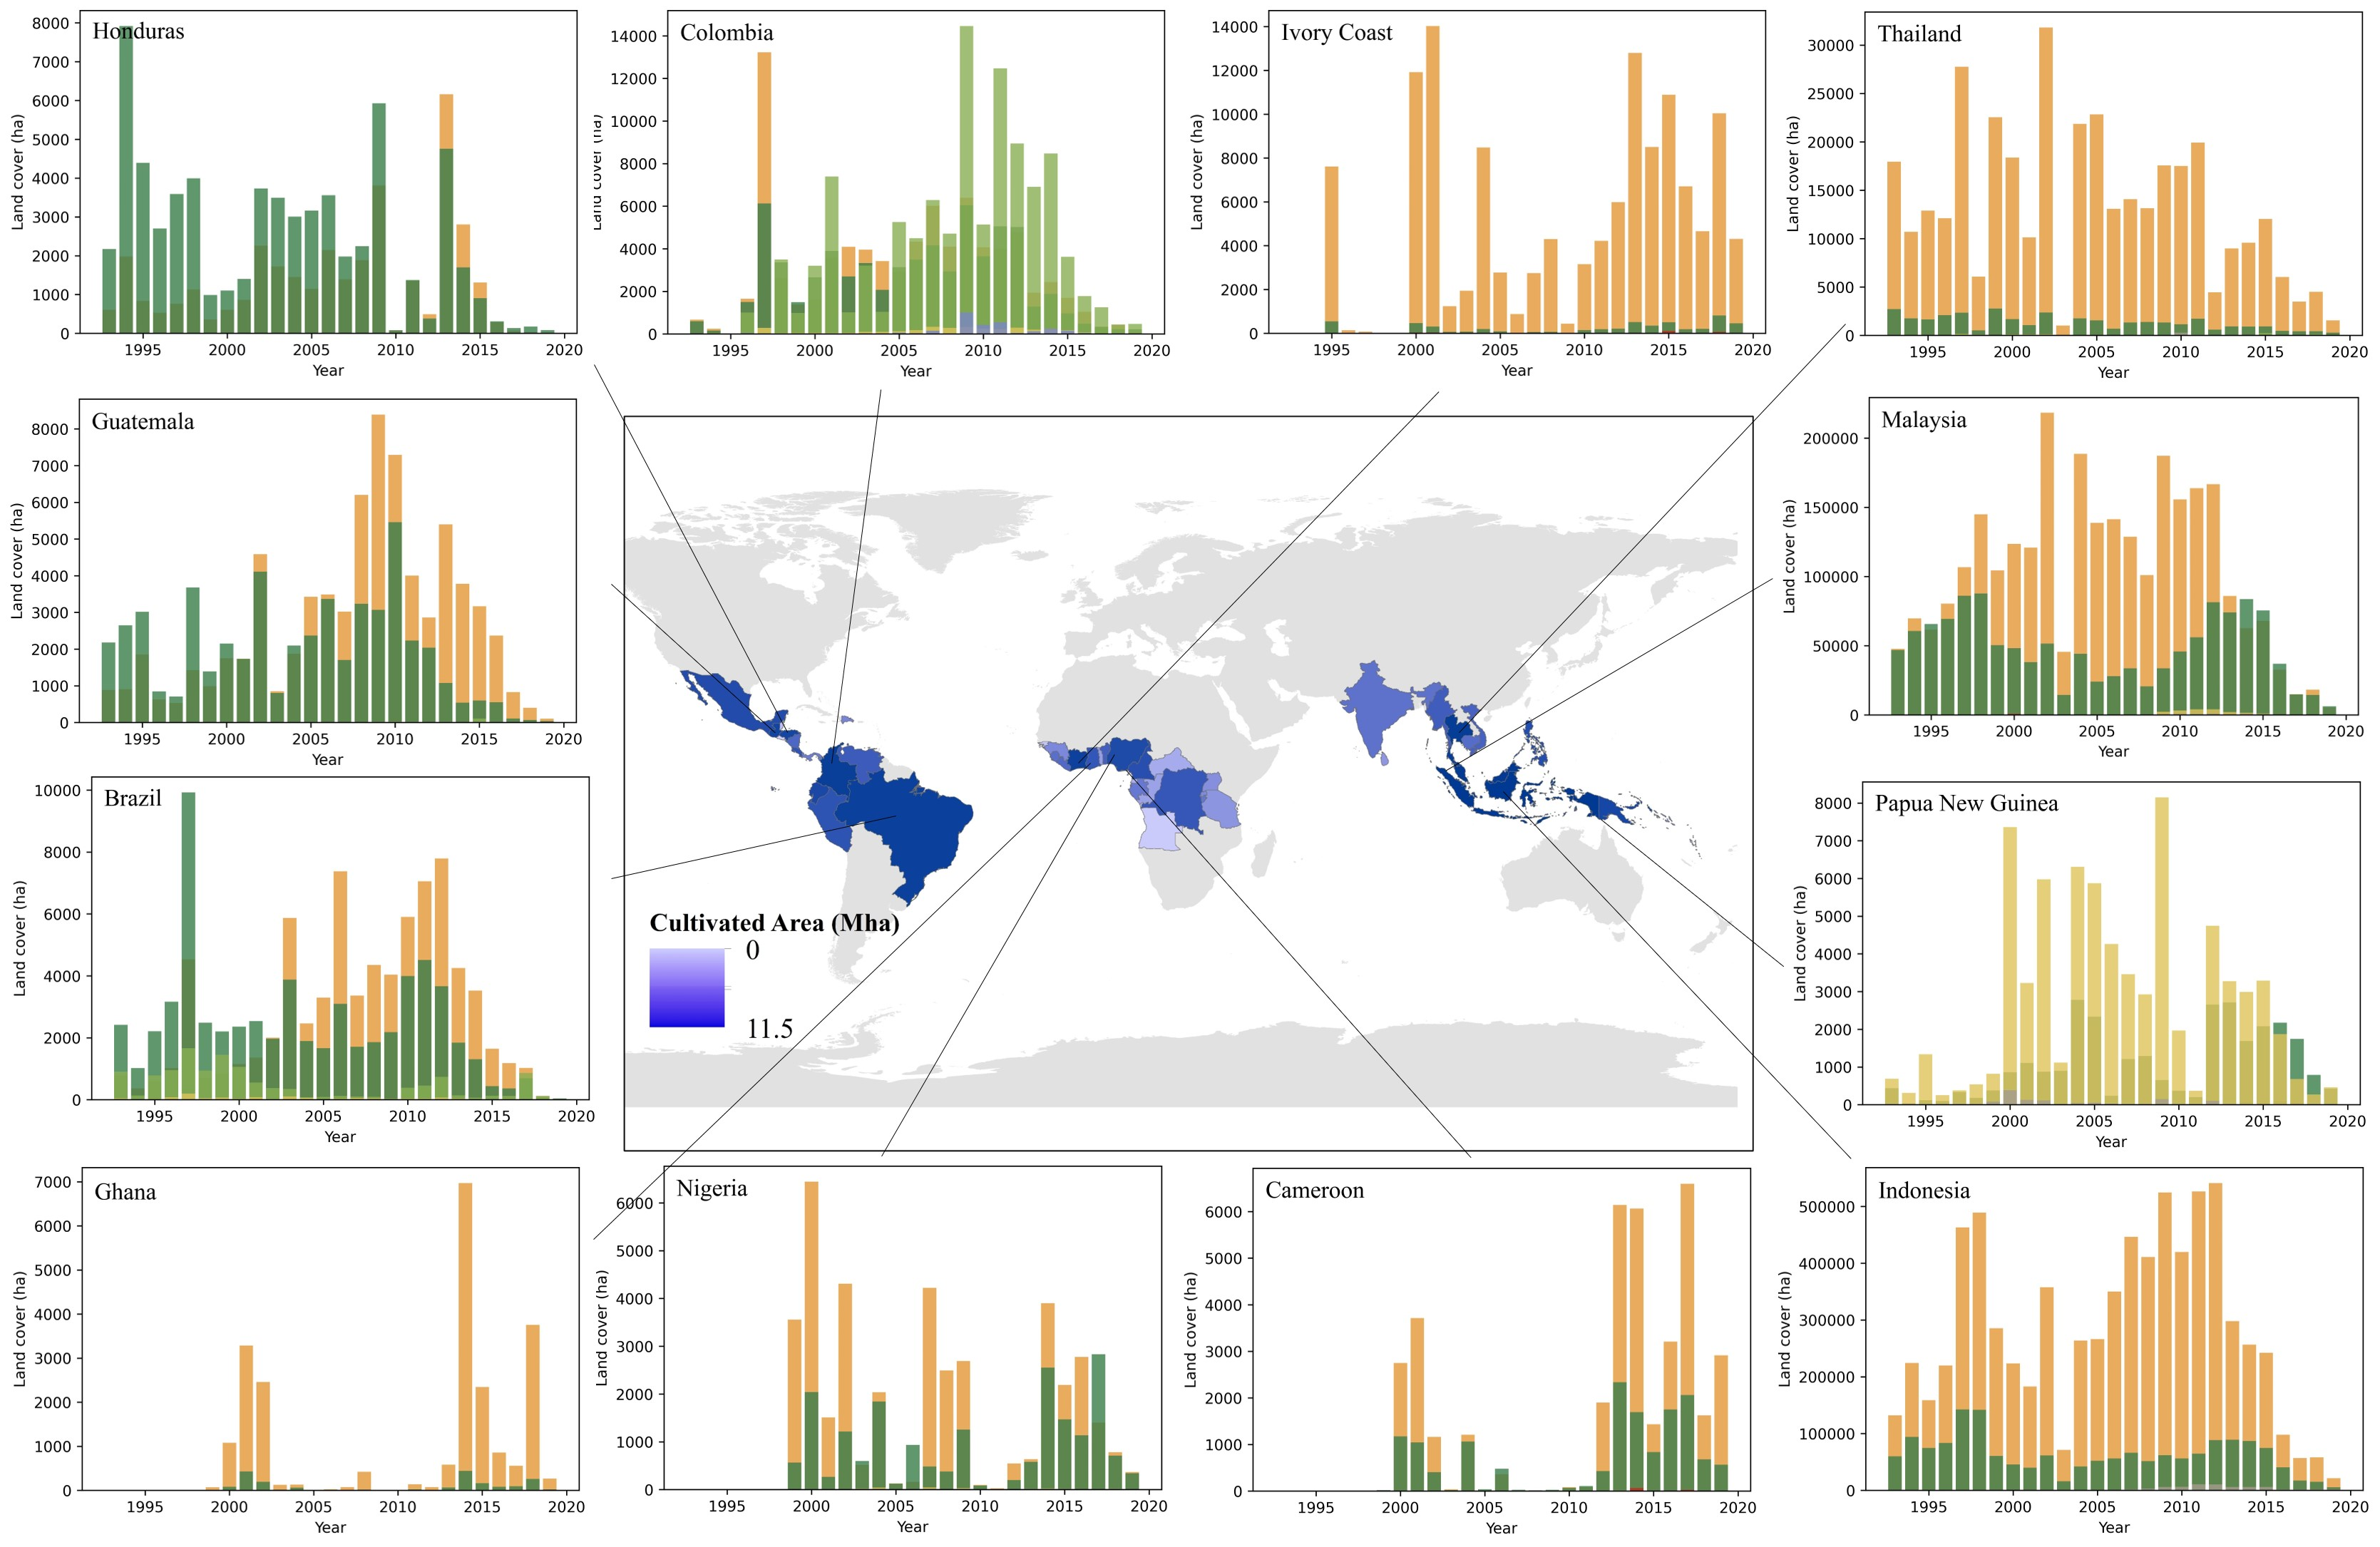 Honduras
8000
7000
6000
5000
4000
3000
2000
1000
0
Land cover (ha)
1995 2000 2005 2010 2015 2020
Year
Colombia
14000
12000
10000
8000
6000
4000
2000
0
Land cover (ha)
1995 2000 2005 2010 2015 2020
Year
Ivory Coast
14000
12000
10000
8000
6000
4000
2000
0
Land cover (ha)
1995 2000 2005 2010 2015 2020
Year
Thailand
30000
25000
20000
15000
10000
5000
0
Land cover (ha)
1995 2000 2005 2010 2015 2020
Year
Guatemala
8000
7000
6000
5000
4000
3000
2000
1000
0
Land cover (ha)
1995 2000 2005 2010 2015 2020
Year
Malaysia
200000
150000
100000
50000
0
Land cover (ha)
1995 2000 2005 2010 2015 2020
Year
Brazil
10000
8000
6000
4000
2000
0
Land cover (ha)
1995 2000 2005 2010 2015 2020
Year
Cultivated Area (Mha)
0
11.5
Papua New Guinea
8000
7000
6000
5000
4000
3000
2000
1000
0
Land cover (ha)
1995 2000 2005 2010 2015 2020
Year
Ghana
7000
6000
5000
4000
3000
2000
1000
0
Land cover (ha)
1995 2000 2005 2010 2015 2020
Year
Nigeria
6000
5000
4000
3000
2000
1000
0
Land cover (ha)
1995 2000 2005 2010 2015 2020
Year
Cameroon
6000
5000
4000
3000
2000
1000
0
Land cover (ha)
1995 2000 2005 2010 2015 2020
Year
Indonesia
500000
400000
300000
200000
100000
0
Land cover (ha)
1995 2000 2005 2010 2015 2020
Year